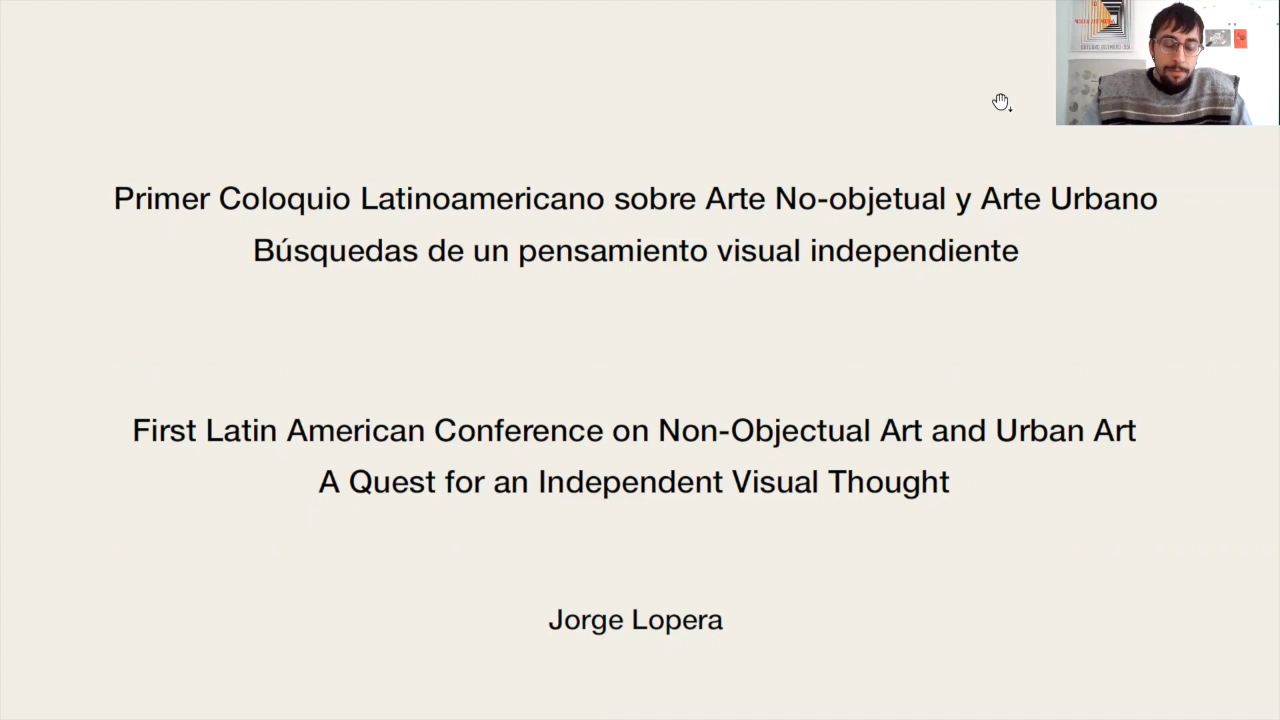 Primer Coloquio Latinoamericano sobre Arte No-objetual y Arte Urbano
Búsquedas de un pensamiento visual independiente
First Latin American Conference on Non-Objectual Art and Urban Art
A Quest for an Independent Visual Thought
Jorge Lopera